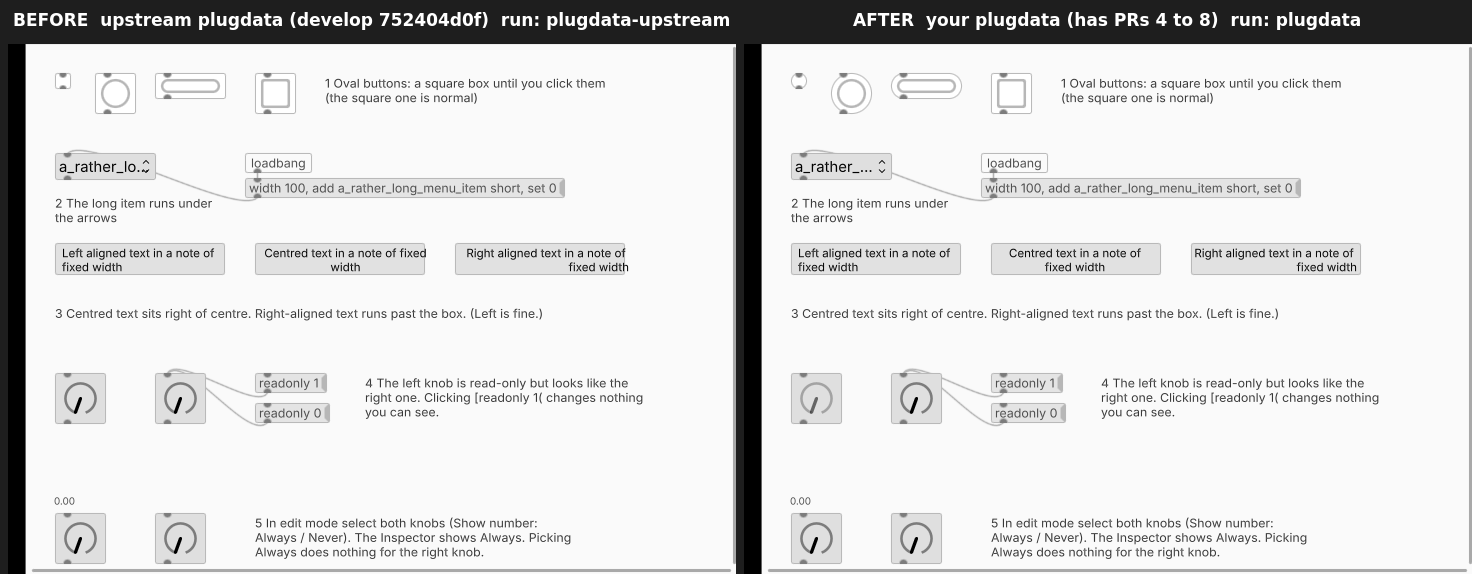 BEFORE  upstream plugdata (develop 752404d0f)  run: plugdata-upstream
1 Oval buttons: a square box until you click them
(the square one is normal)
a_rather_lo...
loadbang
width 100, add a_rather_long_menu_item short, set 0
2 The long item runs under
the arrows
Left aligned text in a note of
fixed width
Centred text in a note of fixed
width
Right aligned text in a note of
fixed width
3 Centred text sits right of centre. Right-aligned text runs past the box. (Left is fine.)
readonly 1
readonly 0
4 The left knob is read-only but looks like the
right one. Clicking [readonly 1( changes nothing
you can see.
0.00
5 In edit mode select both knobs (Show number:
Always / Never). The Inspector shows Always. Picking
Always does nothing for the right knob.
AFTER  your plugdata (has PRs 4 to 8)  run: plugdata
1 Oval buttons: a square box until you click them
(the square one is normal)
a_rather_...
loadbang
width 100, add a_rather_long_menu_item short, set 0
2 The long item runs under
the arrows
Left aligned text in a note of
fixed width
Centred text in a note of
fixed width
Right aligned text in a note of
fixed width
3 Centred text sits right of centre. Right-aligned text runs past the box. (Left is fine.)
readonly 1
readonly 0
4 The left knob is read-only but looks like the
right one. Clicking [readonly 1( changes nothing
you can see.
0.00
5 In edit mode select both knobs (Show number:
Always / Never). The Inspector shows Always. Picking
Always does nothing for the right knob.